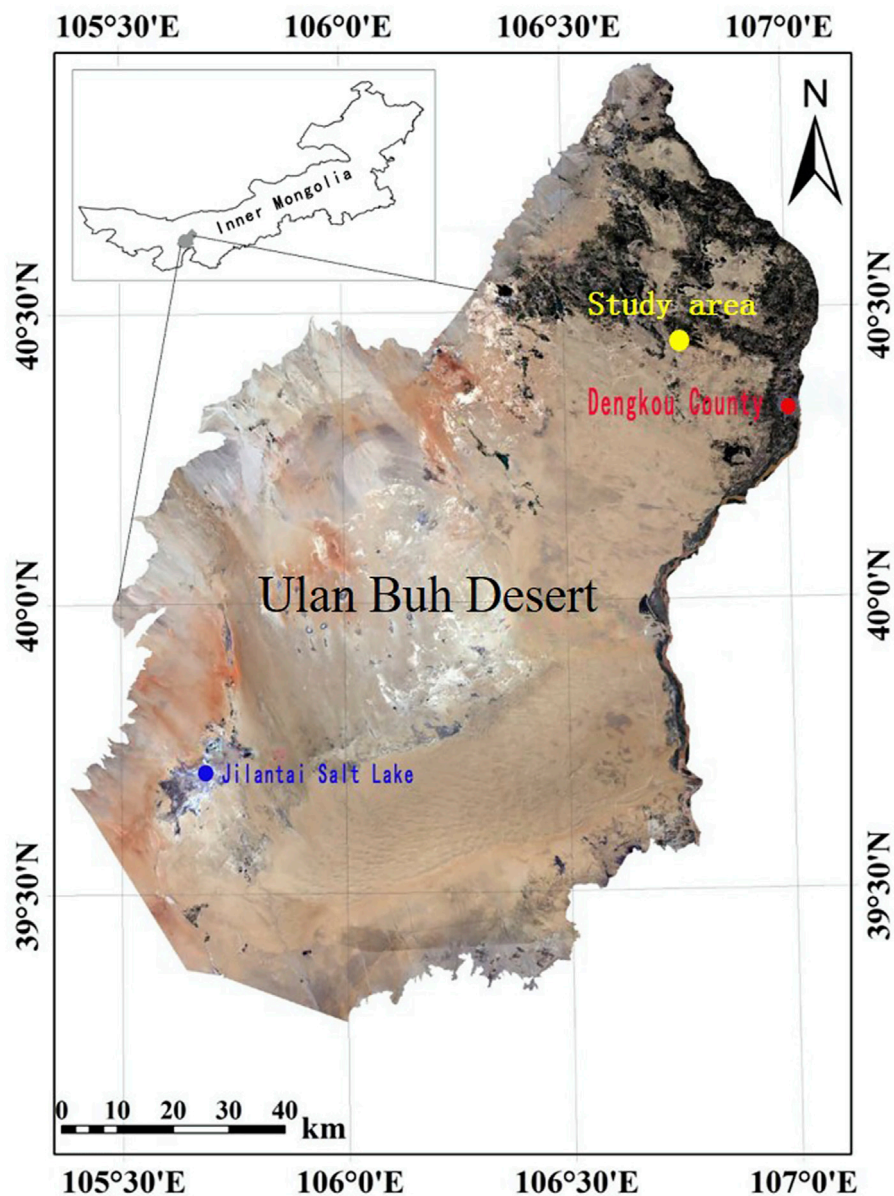 105°30'E 106°0'E 106°30'E 107°0'E
N
Inner Mongolia
40°30'N 40°30'N
Study area
Dengkou County
Ulan Buh Desert
40°0'N 40°0'N
Jilantai Salt Lake
39°30'N 39°30'N
0 10 20 30 40
km
105°30'E 106°0'E 106°30'E 107°0'E